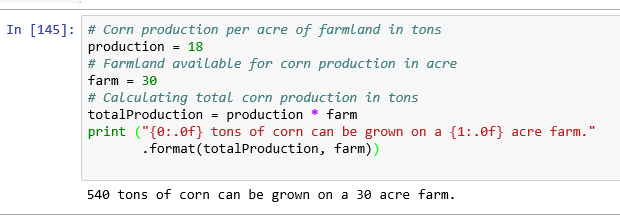 In [145]: # Corn production per acre of farmland in tons
production = 18
# Farmland available for corn production in acre
farm = 30
# Calculating total corn production in tons
totalProduction = production * farm
print ("{0:.0f} tons of corn can be grown on a {1:.0f} acre farm."
.format(totalProduction, farm))
540 tons of corn can be grown on a 30 acre farm.